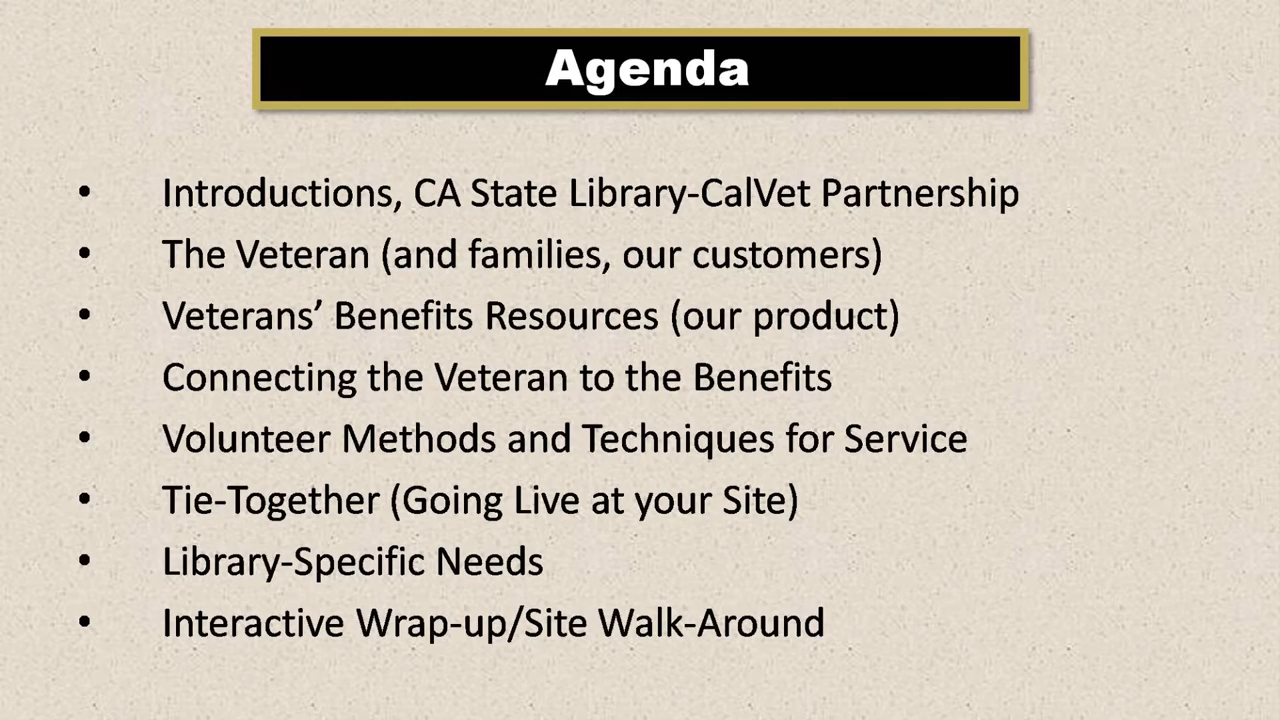 Agenda
• Introductions, CA State Library-CalVet Partnership
• The Veteran (and families, our customers)
• Veterans’ Benefits Resources (our product)
• Connecting the Veteran to the Benefits
• Volunteer Methods and Techniques for Service
• Tie-Together (Going Live at your Site)
• Library-Specific Needs
• Interactive Wrap-up/Site Walk-Around